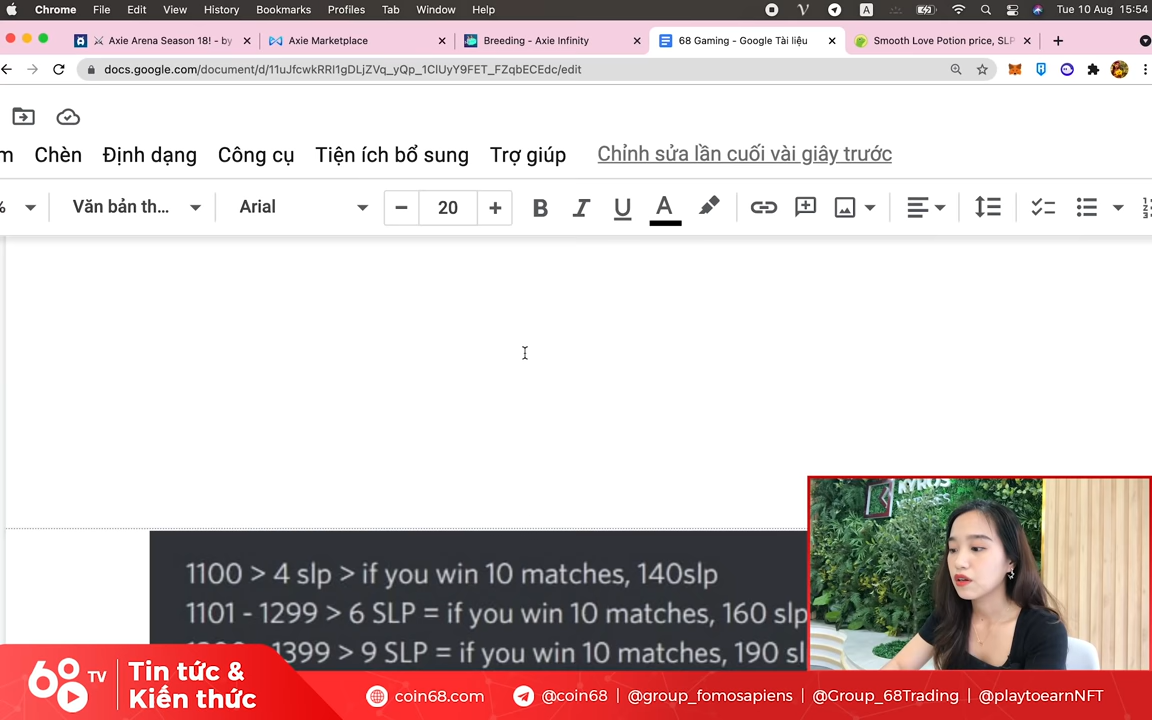 Chrome File Edit View History Bookmarks Profiles Tab Window Help Tue 10 Aug 15:54
Axie Arena Season 18! - by Axie Marketplace Breeding - Axie Infinity 68 Gaming - Google Tài liệu Smooth Love Potion price, SLP
docs.google.com/document/d/11uJfcwkRRI1gDLjZVq_yQp_1ClUyY9FET_FZqbECEdc/edit
m Chèn Định dạng Công cụ Tiện ích bổ sung Trợ giúp Chỉnh sửa lần cuối vài giây trước
% Văn bản th... Arial 20 B I U A
1100 > 4 slp > if you win 10 matches, 140slp
1101 - 1299 > 6 SLP = if you win 10 matches, 160 slp
1399 > 9 SLP = if you win 10 matches, 190 sl
68 TV Tin tức &
Kiến thức
coin68.com @coin68 | @group_fomosapiens | @Group_68Trading | @playtoearnNFT